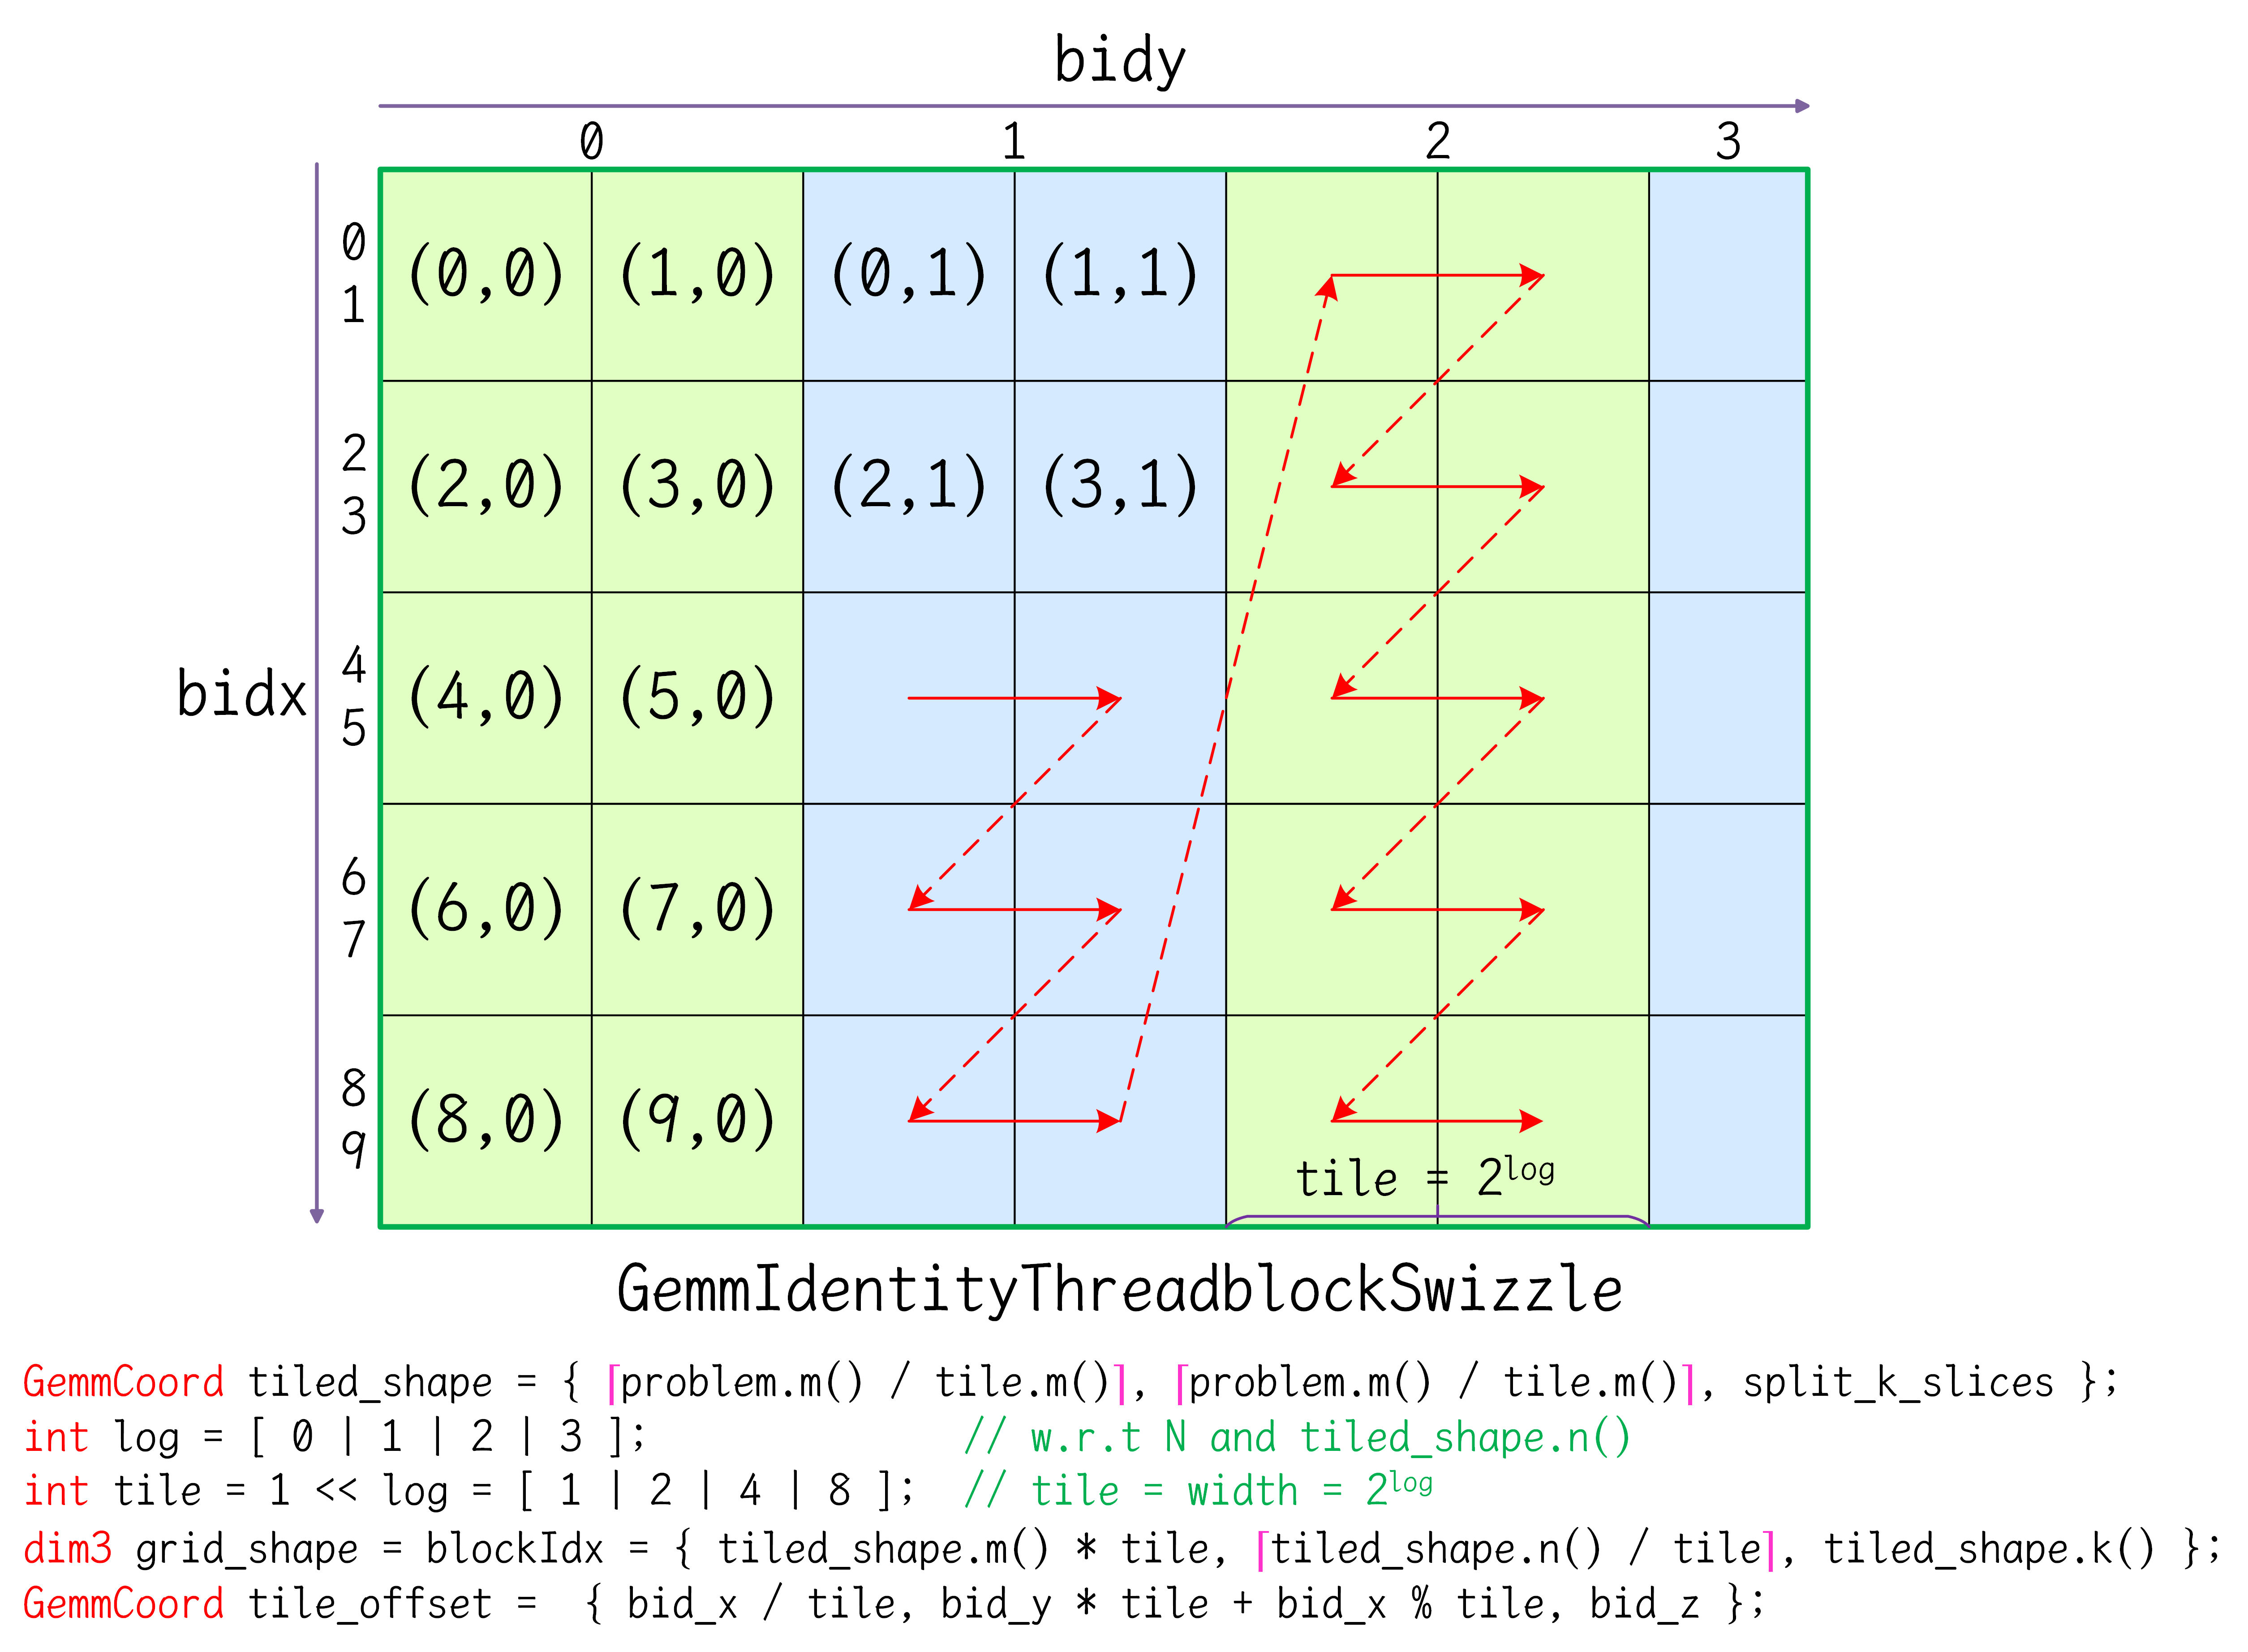 bidy
0 1 2 3
0
1
(0,0) (1,0) (0,1) (1,1)
2
3
(2,0) (3,0) (2,1) (3,1)
bidx
4
5
(4,0) (5,0)
6
7
(6,0) (7,0)
8
9
(8,0) (9,0)
tile = 2^log
GemmIdentityThreadblockSwizzle
GemmCoord tiled_shape = { ⌈problem.m() / tile.m()⌉, ⌈problem.m() / tile.m()⌉, split_k_slices };
int log = [ 0 | 1 | 2 | 3 ]; // w.r.t N and tiled_shape.n()
int tile = 1 << log = [ 1 | 2 | 4 | 8 ]; // tile = width = 2^log
dim3 grid_shape = blockIdx = { tiled_shape.m() * tile, ⌈tiled_shape.n() / tile⌉, tiled_shape.k() };
GemmCoord tile_offset = { bid_x / tile, bid_y * tile + bid_x % tile, bid_z };